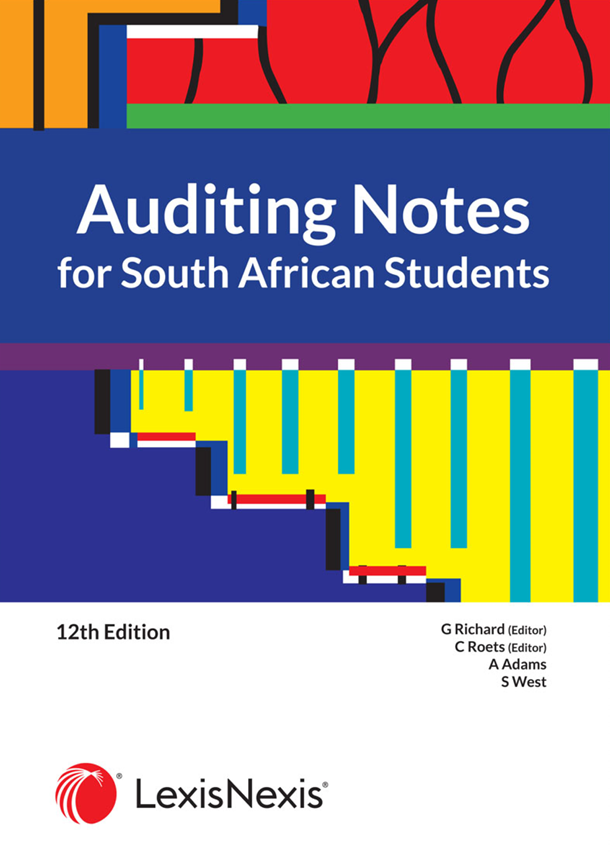 Auditing Notes
for South African Students
12th Edition
G Richard (Editor)
C Roets (Editor)
A Adams
S West
® LexisNexis®